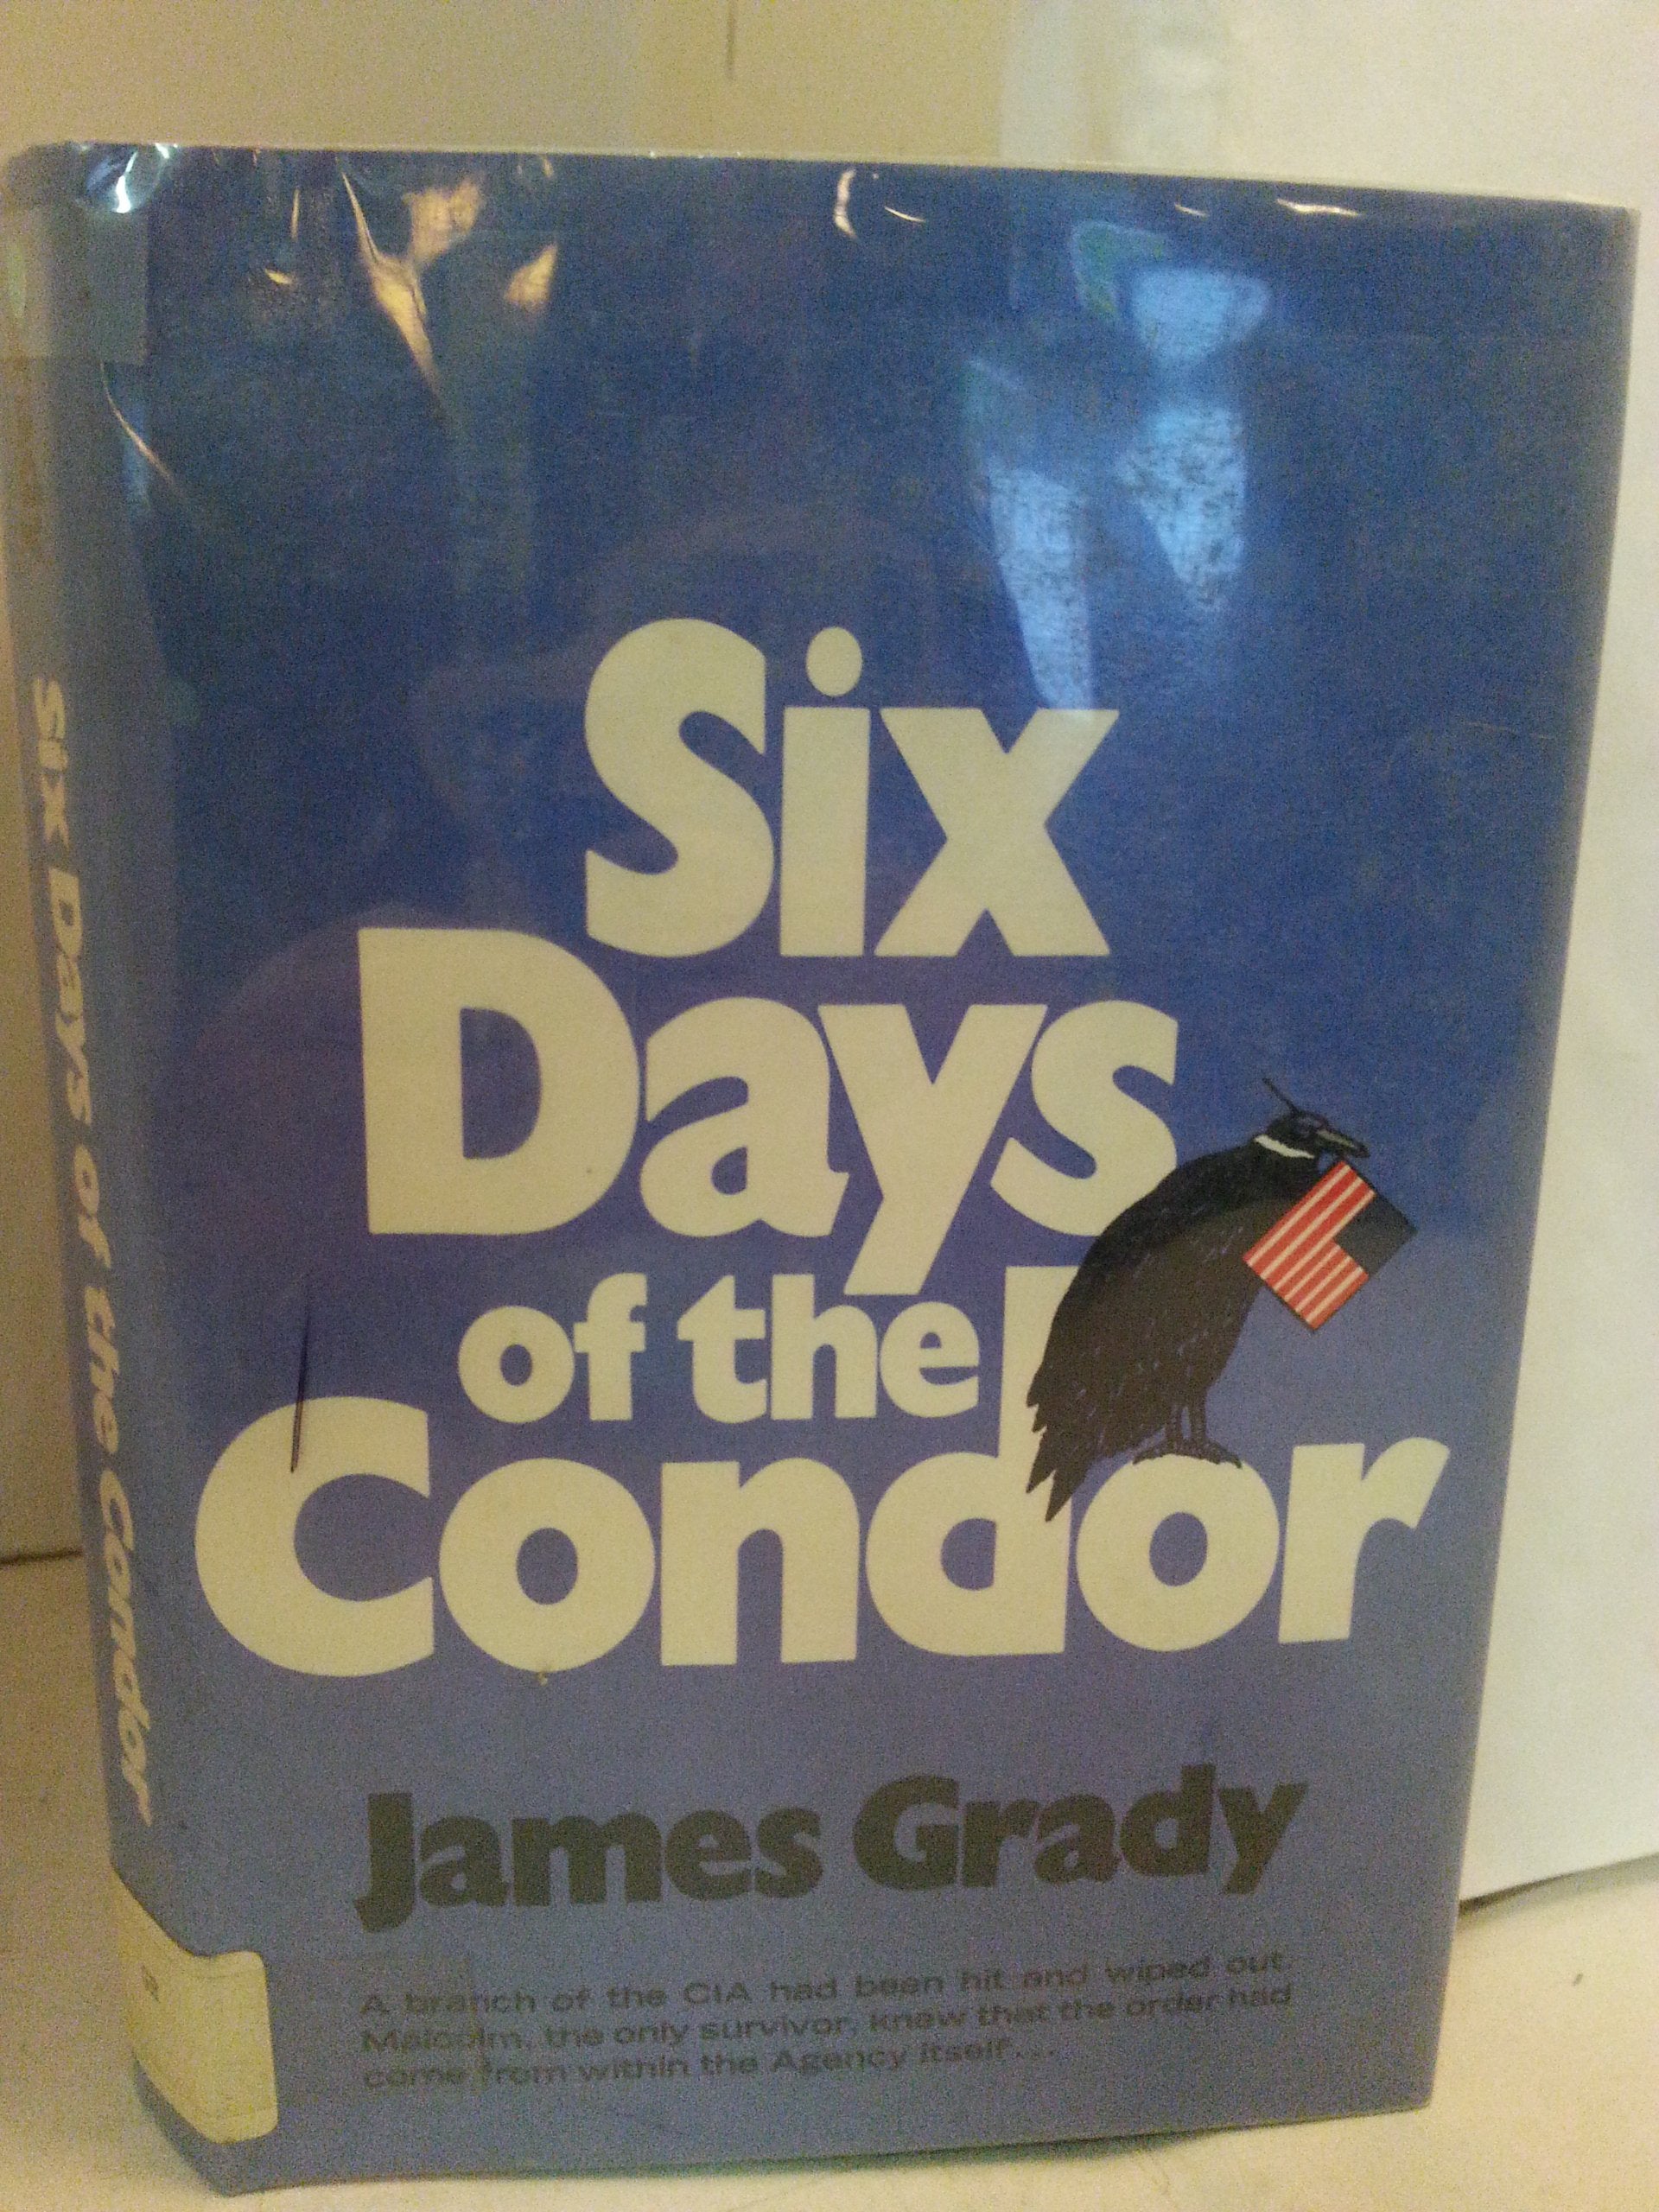 Six Days of the Condor
Six
Days
of the
Condor
James Grady
A branch of the CIA had been hit and wiped out.
Malcolm, the only survivor, knew that the order had
come from within the Agency itself...